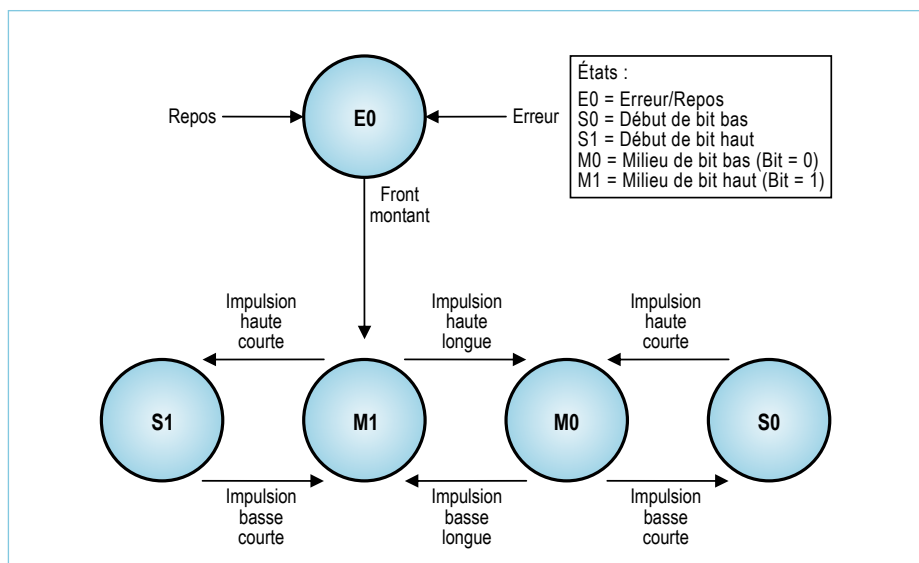 États :
E0 = Erreur/Repos
S0 = Début de bit bas
S1 = Début de bit haut
M0 = Milieu de bit bas (Bit = 0)
M1 = Milieu de bit haut (Bit = 1)
Repos
E0
Erreur
Front
montant
Impulsion
haute
courte
Impulsion
haute
longue
Impulsion
haute
courte
S1
M1
M0
S0
Impulsion
basse
courte
Impulsion
basse
longue
Impulsion
basse
courte